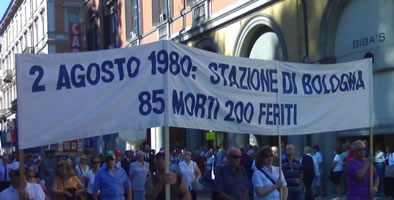 BIBA'S
2 AGOSTO 1980: STAZIONE DI BOLOGNA
85 MORTI 200 FERITI